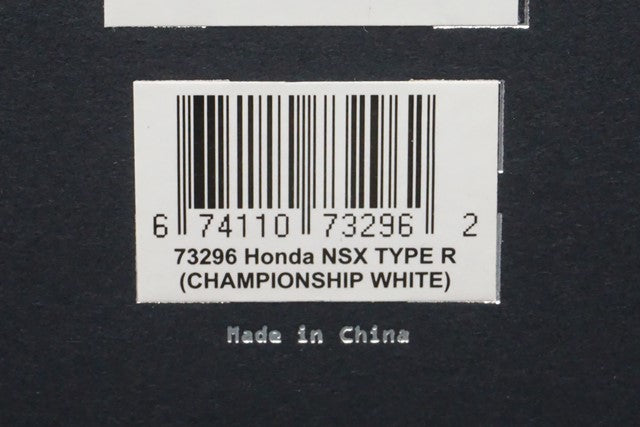 6 74110 73296 2
73296 Honda NSX TYPE R
(CHAMPIONSHIP WHITE)
Made in China